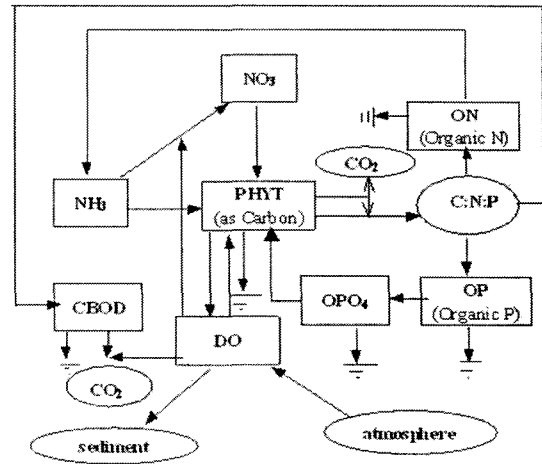 NO₃
ON
(Organic N)
CO₂
NH₃
PHYT
(as Carbon)
C:N:P
CBOD
OPO₄
OP
(Organic P)
DO
CO₂
sediment
atmosphere